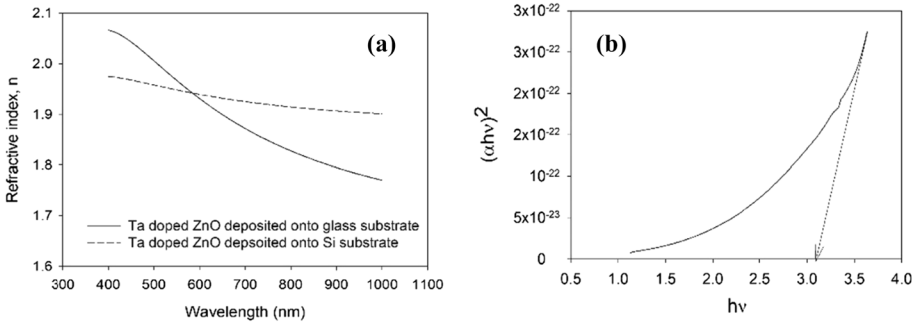 (a)
2.1
2.0
1.9
1.8
1.7
1.6
Refractive index, n
Ta doped ZnO deposited onto glass substrate
Ta doped ZnO depsoited onto Si substrate
300 400 500 600 700 800 900 1000 1100
Wavelength (nm)
(b)
3x10-22
3x10-22
2x10-22
2x10-22
1x10-22
5x10-23
0
(αhν)2
0.5 1.0 1.5 2.0 2.5 3.0 3.5 4.0
hν